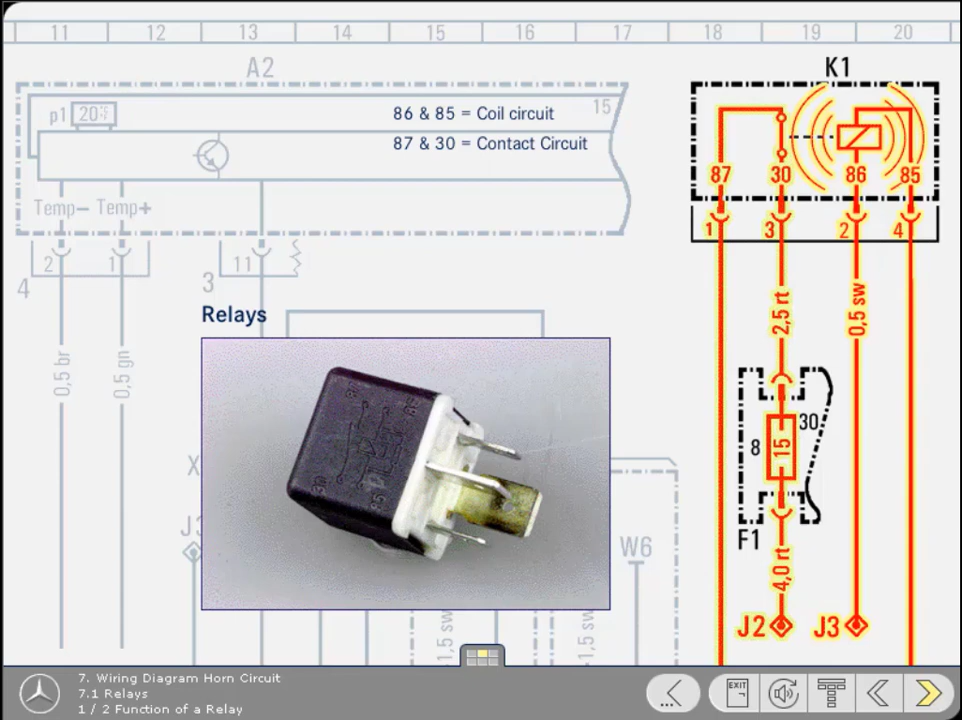 11 12 13 14 15 16 17 18 19 20
A2
K1
p1 20°C
86 & 85 = Coil circuit
15
87 & 30 = Contact Circuit
87 30 86 85
Temp− Temp+
1 3 2 4
2 1 11
4
3
Relays
2,5 rt
0,5 sw
0,5 br
0,5 gn
30
8
15
F1
W6
4,0 rt
J2
J3
1,5 sw
1,5 sw
7. Wiring Diagram Horn Circuit
7.1 Relays
1 / 2 Function of a Relay
EXIT